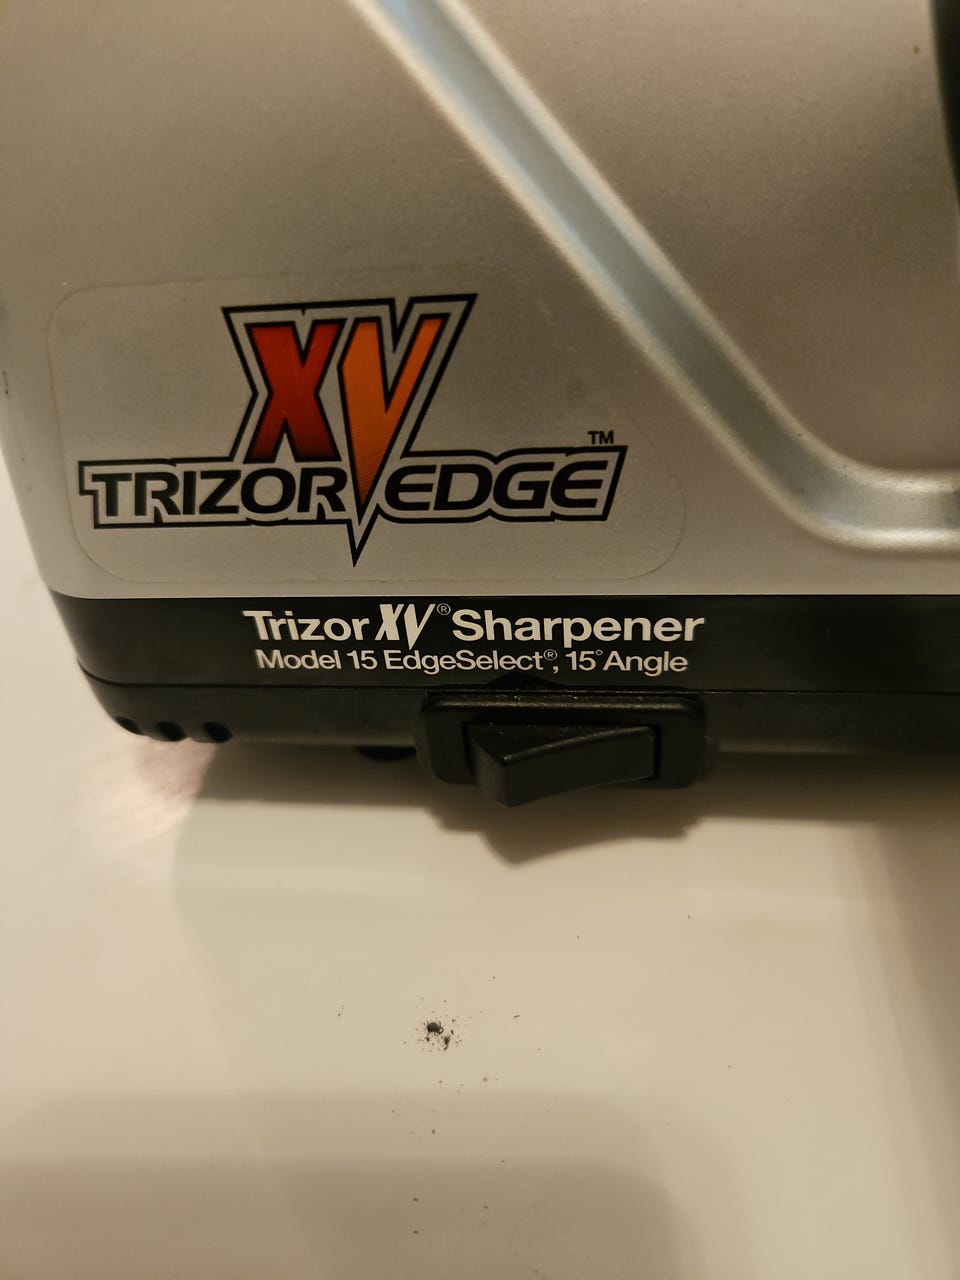 XV
TRIZOR EDGE™
Trizor XV® Sharpener
Model 15 EdgeSelect®, 15° Angle